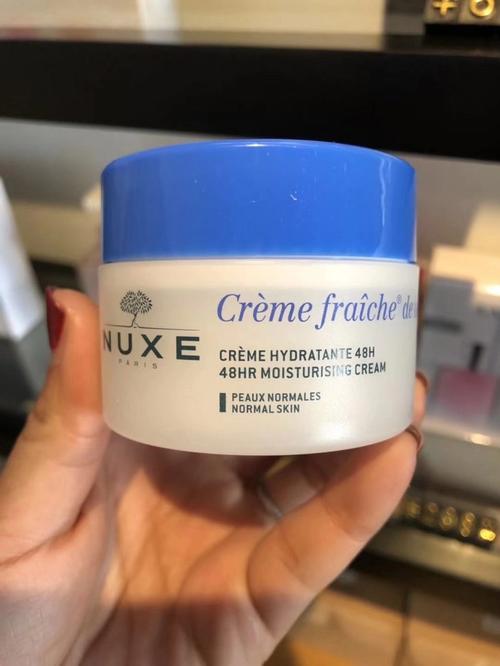 Crème fraîche® de
NUXE
PARIS
CRÈME HYDRATANTE 48H
48HR MOISTURISING CREAM
PEAUX NORMALES
NORMAL SKIN